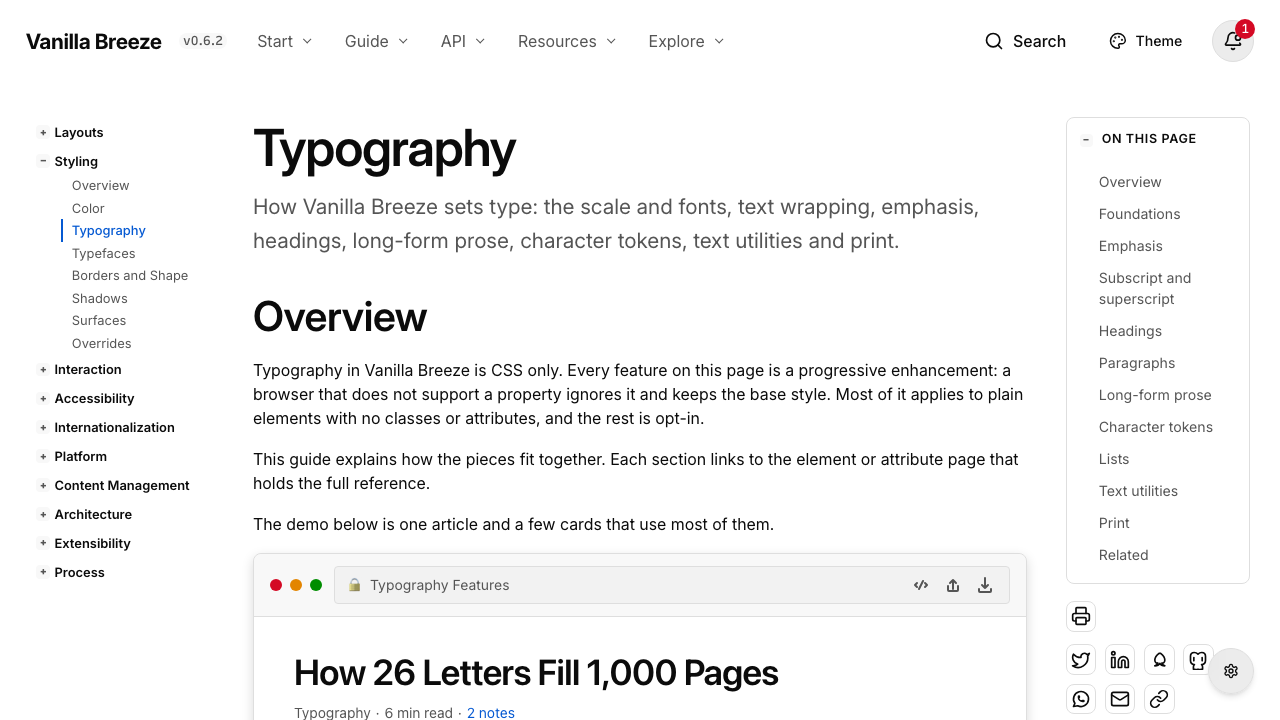 Vanilla Breeze v0.6.2 Start Guide API Resources Explore Search Theme 1
Layouts
Styling
Overview
Color
Typography
Typefaces
Borders and Shape
Shadows
Surfaces
Overrides
Interaction
Accessibility
Internationalization
Platform
Content Management
Architecture
Extensibility
Process
Typography
How Vanilla Breeze sets type: the scale and fonts, text wrapping, emphasis,
headings, long-form prose, character tokens, text utilities and print.
Overview
Typography in Vanilla Breeze is CSS only. Every feature on this page is a progressive enhancement: a
browser that does not support a property ignores it and keeps the base style. Most of it applies to plain
elements with no classes or attributes, and the rest is opt-in.
This guide explains how the pieces fit together. Each section links to the element or attribute page that
holds the full reference.
The demo below is one article and a few cards that use most of them.
Typography Features
How 26 Letters Fill 1,000 Pages
Typography · 6 min read · 2 notes
ON THIS PAGE
Overview
Foundations
Emphasis
Subscript and
superscript
Headings
Paragraphs
Long-form prose
Character tokens
Lists
Text utilities
Print
Related